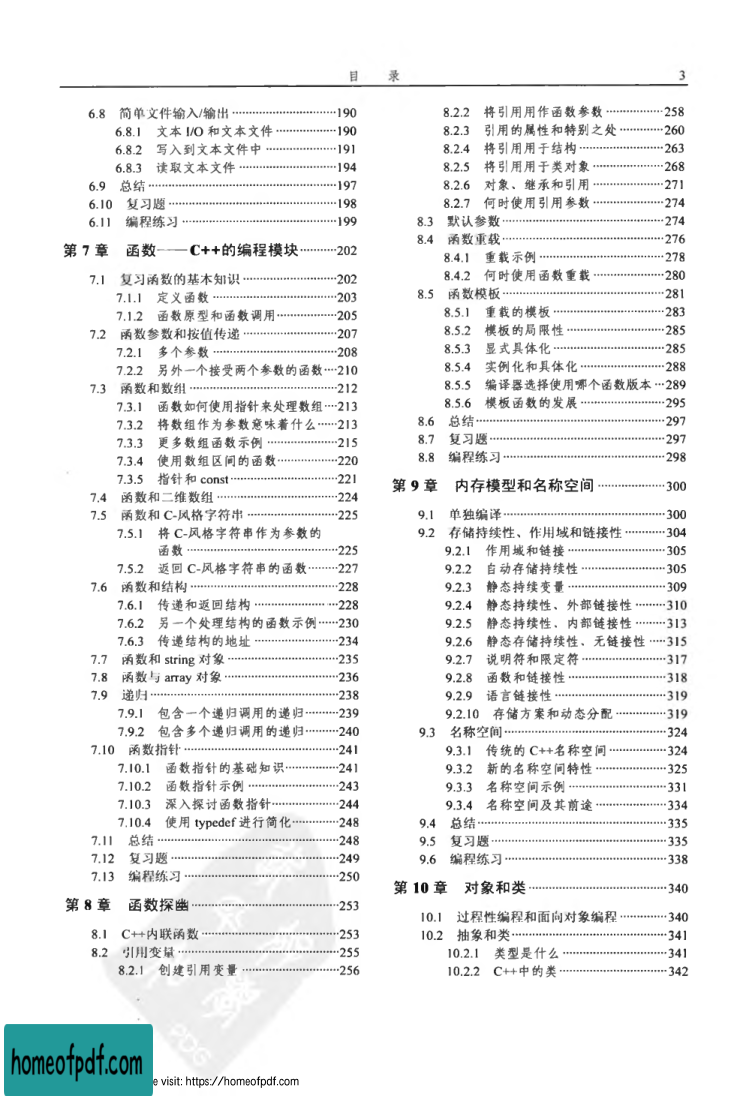 目 录 3
6.8 简单文件输入/输出 190
6.8.1 文本 I/O 和文本文件 190
6.8.2 写入到文本文件中 191
6.8.3 读取文本文件 194
6.9 总结 197
6.10 复习题 198
6.11 编程练习 199
第 7 章 函数——C++的编程模块 202
7.1 复习函数的基本知识 202
7.1.1 定义函数 203
7.1.2 函数原型和函数调用 205
7.2 函数参数和按值传递 207
7.2.1 多个参数 208
7.2.2 另外一个接受两个参数的函数 210
7.3 函数和数组 212
7.3.1 函数如何使用指针来处理数组 213
7.3.2 将数组作为参数意味着什么 213
7.3.3 更多数组函数示例 215
7.3.4 使用数组区间的函数 220
7.3.5 指针和 const 221
7.4 函数和二维数组 224
7.5 函数和 C-风格字符串 225
7.5.1 将 C-风格字符串作为参数的
函数 225
7.5.2 返回 C-风格字符串的函数 227
7.6 函数和结构 228
7.6.1 传递和返回结构 228
7.6.2 另一个处理结构的函数示例 230
7.6.3 传递结构的地址 234
7.7 函数和 string 对象 235
7.8 函数与 array 对象 236
7.9 递归 238
7.9.1 包含一个递归调用的递归 239
7.9.2 包含多个递归调用的递归 240
7.10 函数指针 241
7.10.1 函数指针的基础知识 241
7.10.2 函数指针示例 243
7.10.3 深入探讨函数指针 244
7.10.4 使用 typedef 进行简化 248
7.11 总结 248
7.12 复习题 249
7.13 编程练习 250
第 8 章 函数探幽 253
8.1 C++内联函数 253
8.2 引用变量 255
8.2.1 创建引用变量 256
8.2.2 将引用用作函数参数 258
8.2.3 引用的属性和特别之处 260
8.2.4 将引用用于结构 263
8.2.5 将引用用于类对象 268
8.2.6 对象、继承和引用 271
8.2.7 何时使用引用参数 274
8.3 默认参数 274
8.4 函数重载 276
8.4.1 重载示例 278
8.4.2 何时使用函数重载 280
8.5 函数模板 281
8.5.1 重载的模板 283
8.5.2 模板的局限性 285
8.5.3 显式具体化 285
8.5.4 实例化和具体化 288
8.5.5 编译器选择使用哪个函数版本 289
8.5.6 模板函数的发展 295
8.6 总结 297
8.7 复习题 297
8.8 编程练习 298
第 9 章 内存模型和名称空间 300
9.1 单独编译 300
9.2 存储持续性、作用域和链接性 304
9.2.1 作用域和链接 305
9.2.2 自动存储持续性 305
9.2.3 静态持续变量 309
9.2.4 静态持续性、外部链接性 310
9.2.5 静态持续性、内部链接性 313
9.2.6 静态存储持续性、无链接性 315
9.2.7 说明符和限定符 317
9.2.8 函数和链接性 318
9.2.9 语言链接性 319
9.2.10 存储方案和动态分配 319
9.3 名称空间 324
9.3.1 传统的 C++名称空间 324
9.3.2 新的名称空间特性 325
9.3.3 名称空间示例 331
9.3.4 名称空间及其前途 334
9.4 总结 335
9.5 复习题 335
9.6 编程练习 338
第 10 章 对象和类 340
10.1 过程性编程和面向对象编程 340
10.2 抽象和类 341
10.2.1 类型是什么 341
10.2.2 C++中的类 342
homeofpdf.com
e visit: https://homeofpdf.com